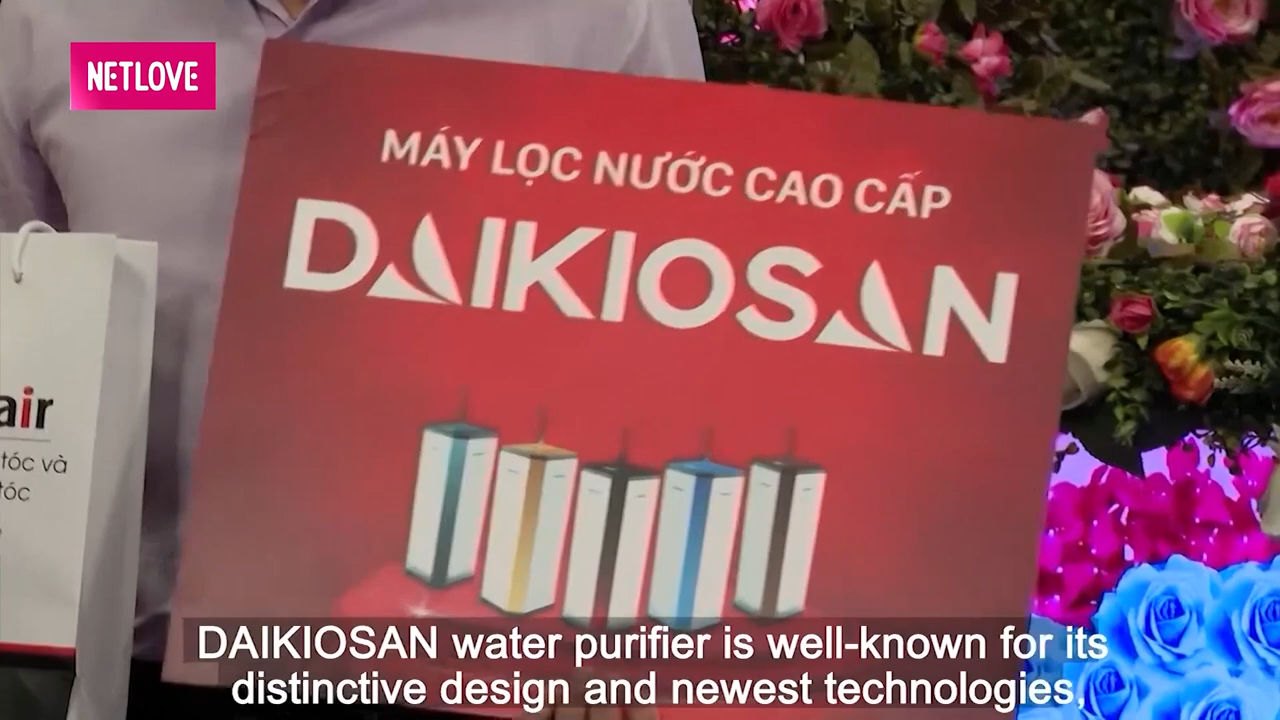 NETLOVE
MÁY LỌC NƯỚC CAO CẤP
DAIKIOSAN
air
tóc và
tóc
DAIKIOSAN water purifier is well-known for its
distinctive design and newest technologies,